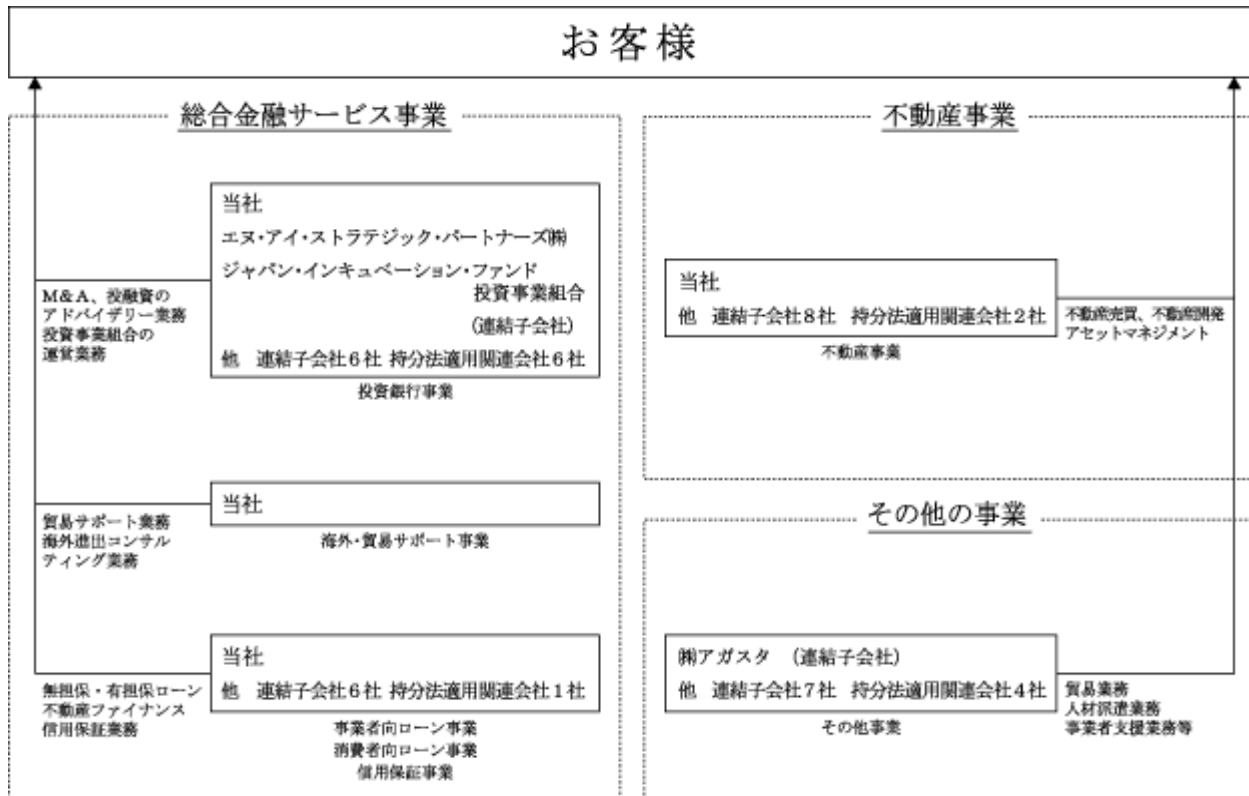 お客様
総合金融サービス事業
当社
エヌ・アイ・ストラテジック・パートナーズ㈱
ジャパン・インキュベーション・ファンド
投資事業組合
(連結子会社)
他 連結子会社6社 持分法適用関連会社6社
投資銀行事業
M&A、投融資の
アドバイザリー業務
投資事業組合の
運営業務
当社
海外・貿易サポート事業
貿易サポート業務
海外進出コンサル
ティング業務
当社
他 連結子会社6社 持分法適用関連会社1社
事業者向ローン事業
消費者向ローン事業
信用保証事業
無担保・有担保ローン
不動産ファイナンス
信用保証業務
不動産事業
当社
他 連結子会社8社 持分法適用関連会社2社
不動産事業
不動産売買、不動産開発
アセットマネジメント
その他の事業
㈱アガスタ (連結子会社)
他 連結子会社7社 持分法適用関連会社4社
その他事業
貿易業務
人材派遣業務
事業者支援業務等